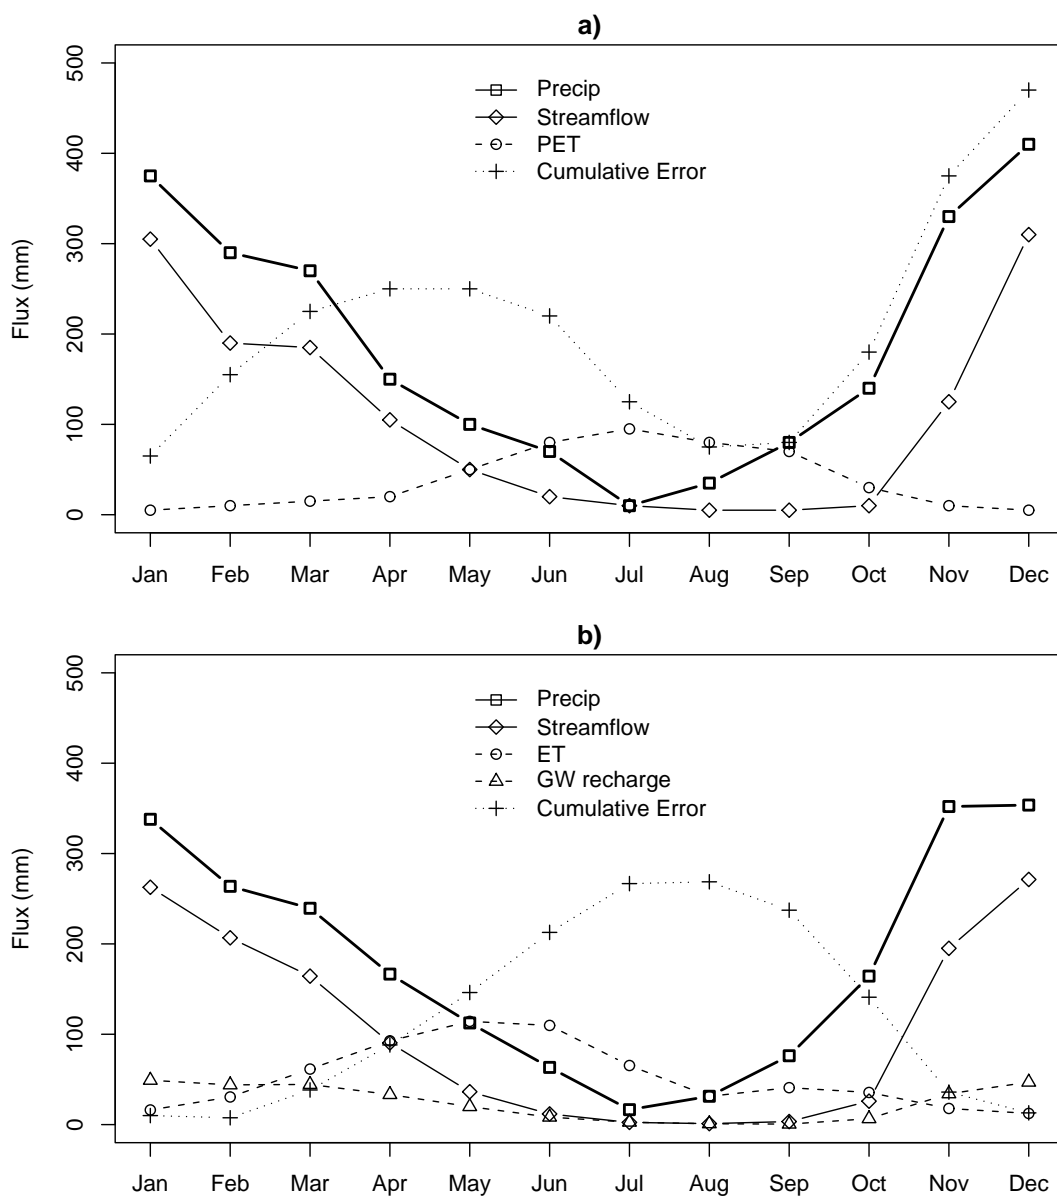 a)
500
400
300
200
100
0
Flux (mm)
Precip
Streamflow
PET
Cumulative Error
Jan Feb Mar Apr May Jun Jul Aug Sep Oct Nov Dec
b)
500
400
300
200
100
0
Flux (mm)
Precip
Streamflow
ET
GW recharge
Cumulative Error
Jan Feb Mar Apr May Jun Jul Aug Sep Oct Nov Dec